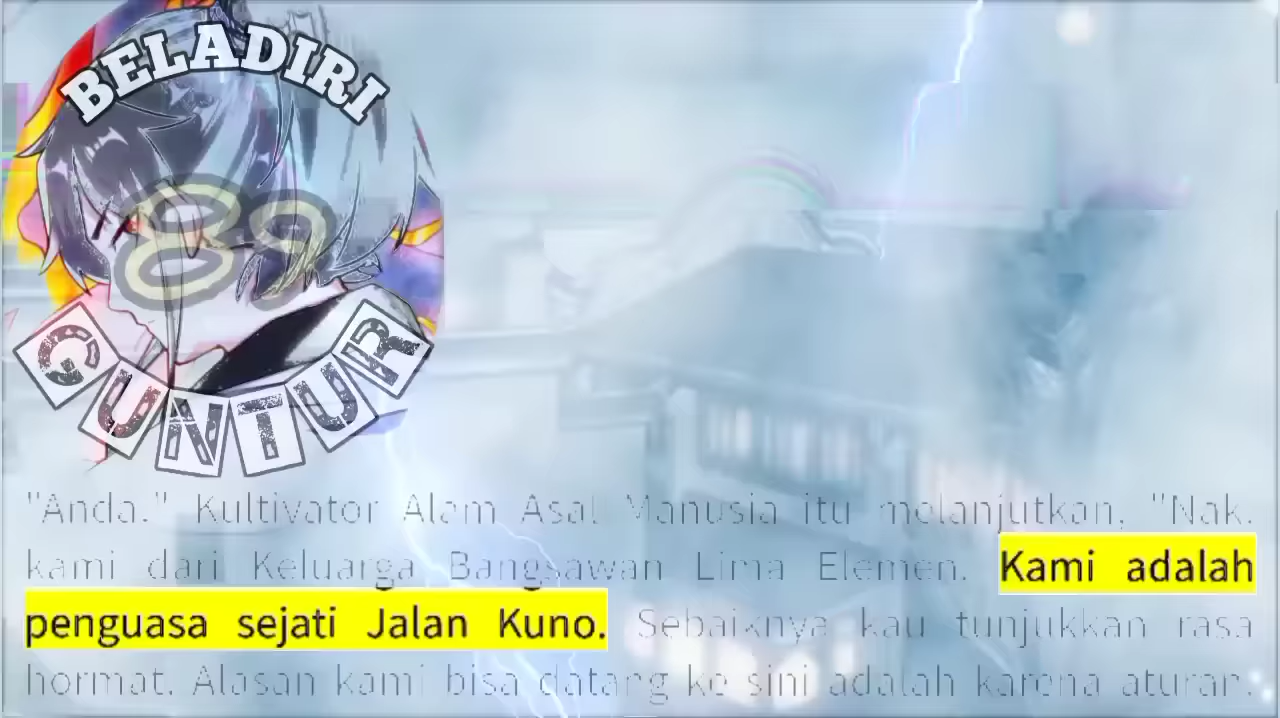 BELADIRI
89
GUNTUR
"Anda." Kultivator Alam Asal Manusia itu melanjutkan, "Nak.
kami dari Keluarga Bangsawan Lima Elemen. Kami adalah
penguasa sejati Jalan Kuno. Sebaiknya kau tunjukkan rasa
hormat. Alasan kami bisa datang ke sini adalah karena aturan.